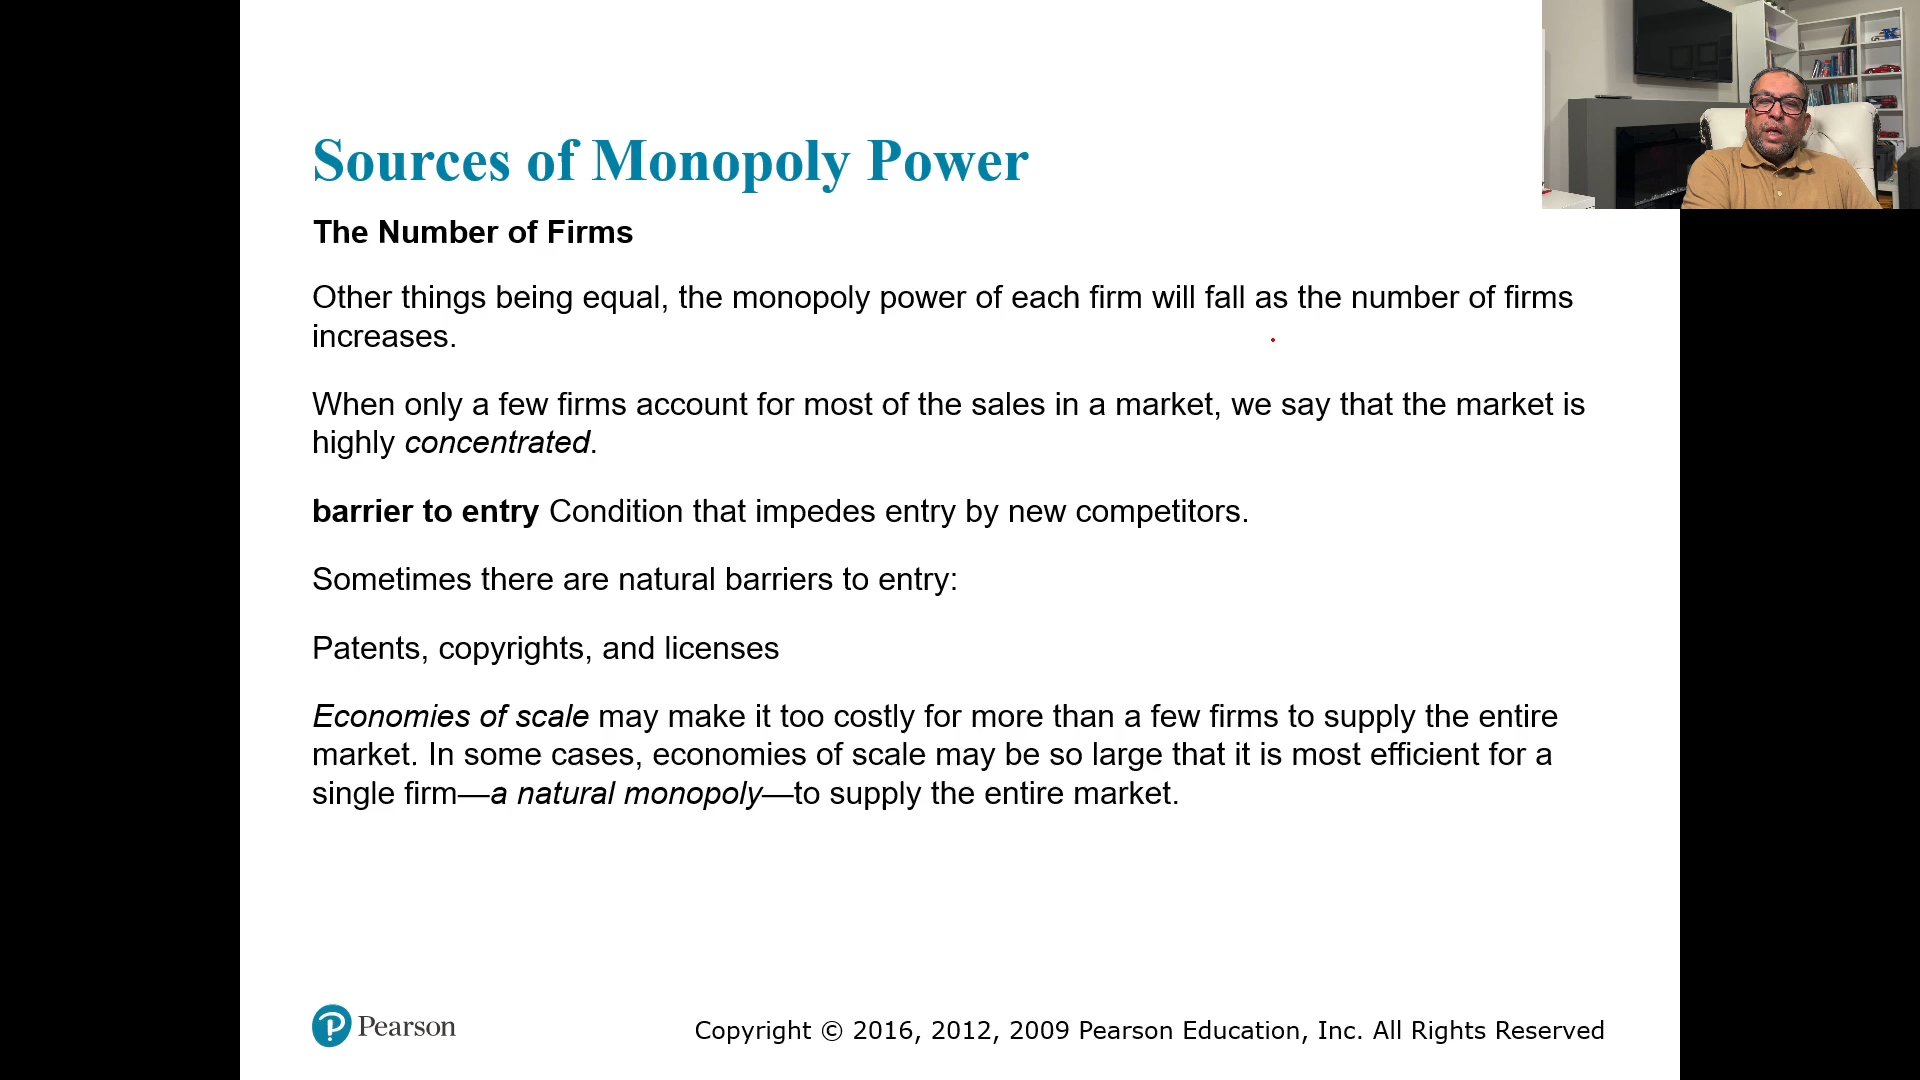 Sources of Monopoly Power
The Number of Firms
Other things being equal, the monopoly power of each firm will fall as the number of firms
increases.
When only a few firms account for most of the sales in a market, we say that the market is
highly concentrated.
barrier to entry Condition that impedes entry by new competitors.
Sometimes there are natural barriers to entry:
Patents, copyrights, and licenses
Economies of scale may make it too costly for more than a few firms to supply the entire
market. In some cases, economies of scale may be so large that it is most efficient for a
single firm—a natural monopoly—to supply the entire market.
Pearson
Copyright © 2016, 2012, 2009 Pearson Education, Inc. All Rights Reserved